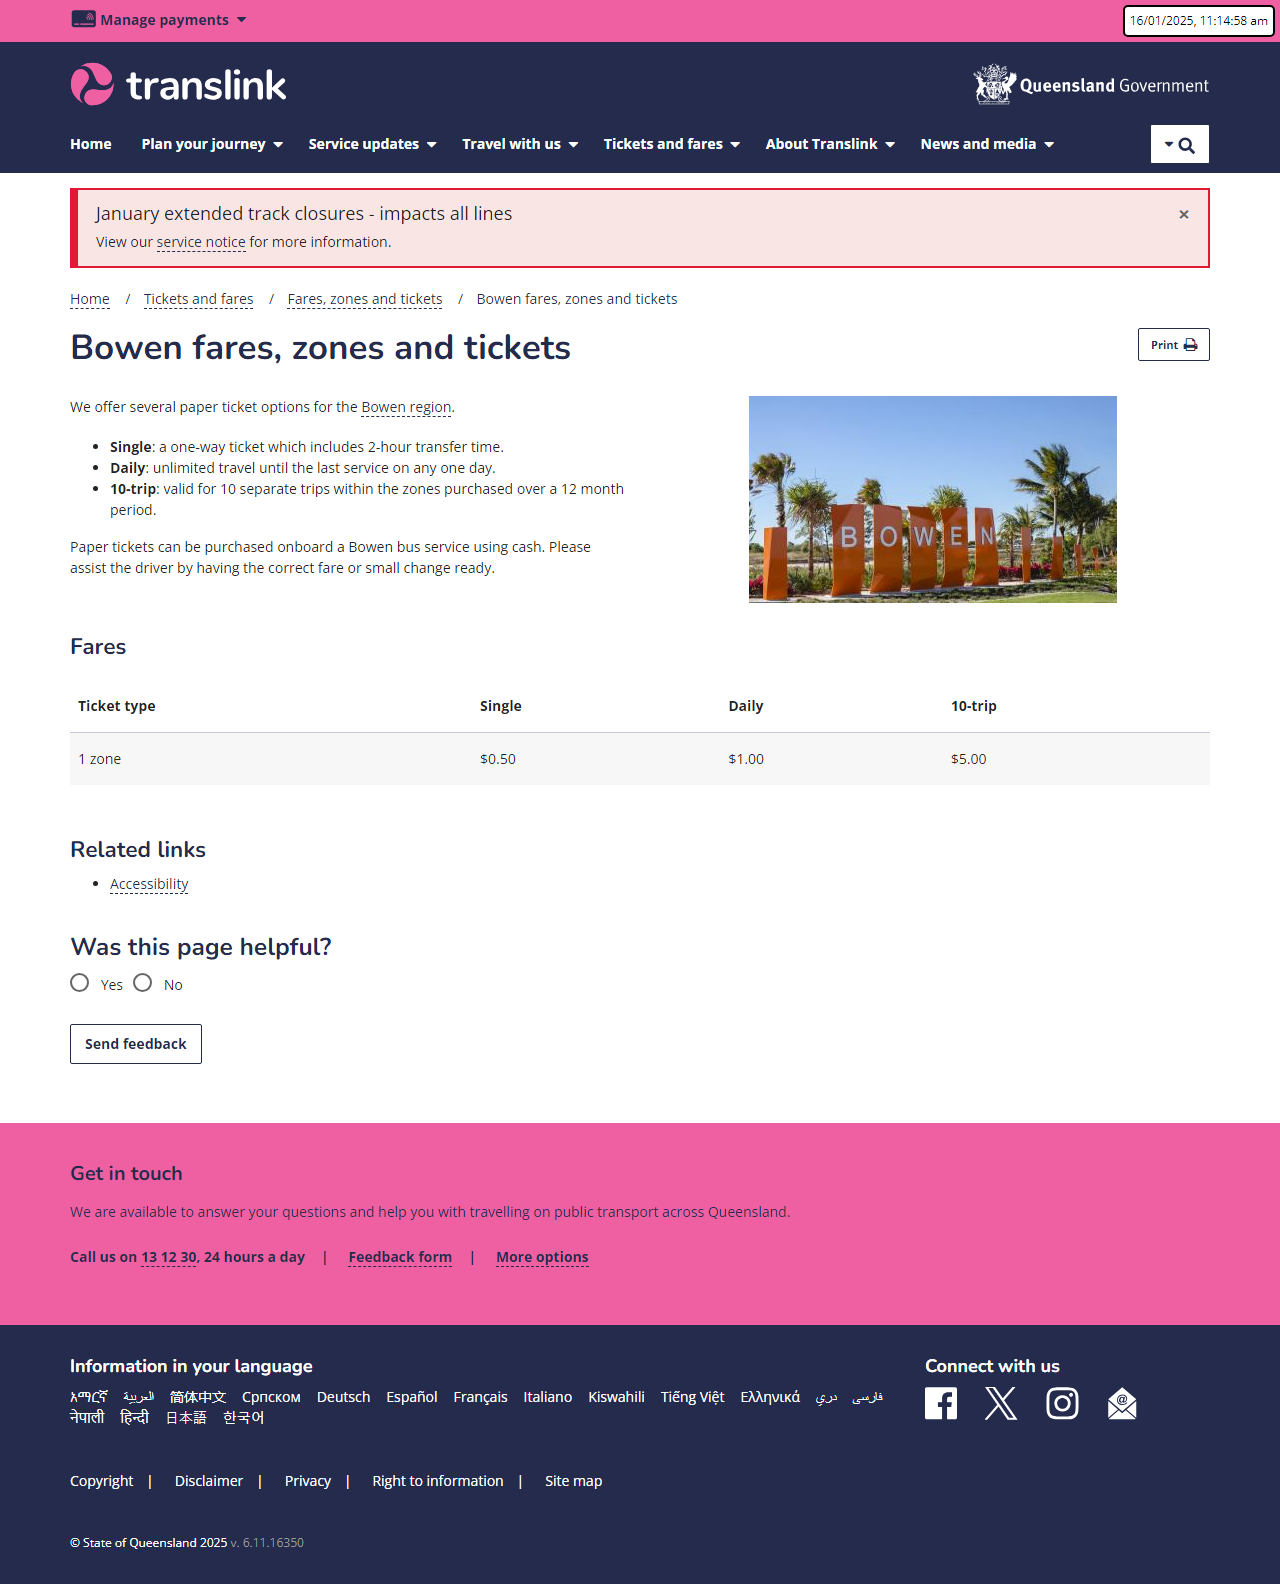 Manage payments
16/01/2025, 11:14:58 am
translink
Queensland Government
Home Plan your journey Service updates Travel with us Tickets and fares About Translink News and media
January extended track closures - impacts all lines
×
View our service notice for more information.
Home / Tickets and fares / Fares, zones and tickets / Bowen fares, zones and tickets
Bowen fares, zones and tickets
Print
We offer several paper ticket options for the Bowen region.
• Single: a one-way ticket which includes 2-hour transfer time.
• Daily: unlimited travel until the last service on any one day.
• 10-trip: valid for 10 separate trips within the zones purchased over a 12 month
period.
Paper tickets can be purchased onboard a Bowen bus service using cash. Please
assist the driver by having the correct fare or small change ready.
BOWEN
Fares
Ticket type Single Daily 10-trip
1 zone $0.50 $1.00 $5.00
Related links
• Accessibility
Was this page helpful?
Yes No
Send feedback
Get in touch
We are available to answer your questions and help you with travelling on public transport across Queensland.
Call us on 13 12 30, 24 hours a day | Feedback form | More options
Information in your language
አማርኛ العربية 简体中文 Српском Deutsch Español Français Italiano Kiswahili Tiếng Việt Ελληνικά دري فارسی
नेपाली हिन्दी 日本語 한국어
Connect with us
Copyright | Disclaimer | Privacy | Right to information | Site map
© State of Queensland 2025 v. 6.11.16350